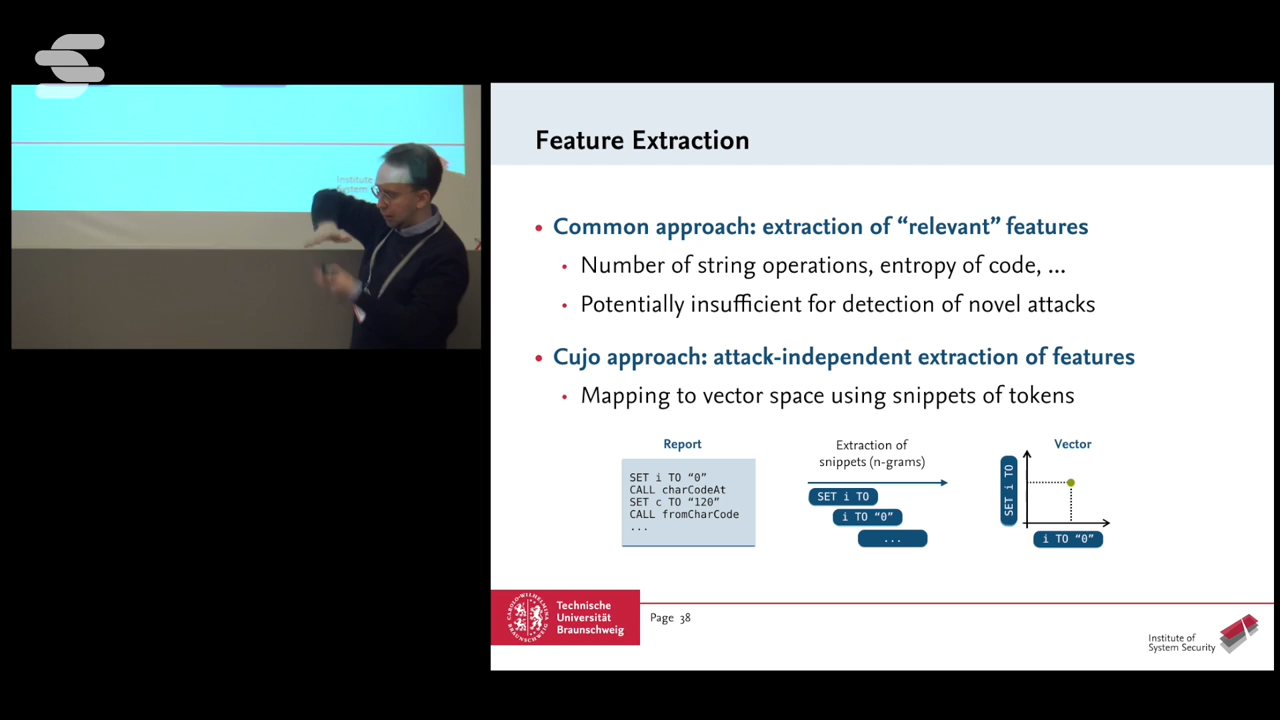 Institute
System
Feature Extraction
• Common approach: extraction of “relevant” features
• Number of string operations, entropy of code, ...
• Potentially insufficient for detection of novel attacks
• Cujo approach: attack-independent extraction of features
• Mapping to vector space using snippets of tokens
Report
SET i TO “0”
CALL charCodeAt
SET c TO “120”
CALL fromCharCode
...
Extraction of
snippets (n-grams)
SET i TO
i TO “0”
...
Vector
SET i TO
i TO “0”
Technische
Universität
Braunschweig
Page 38
Institute of
System Security